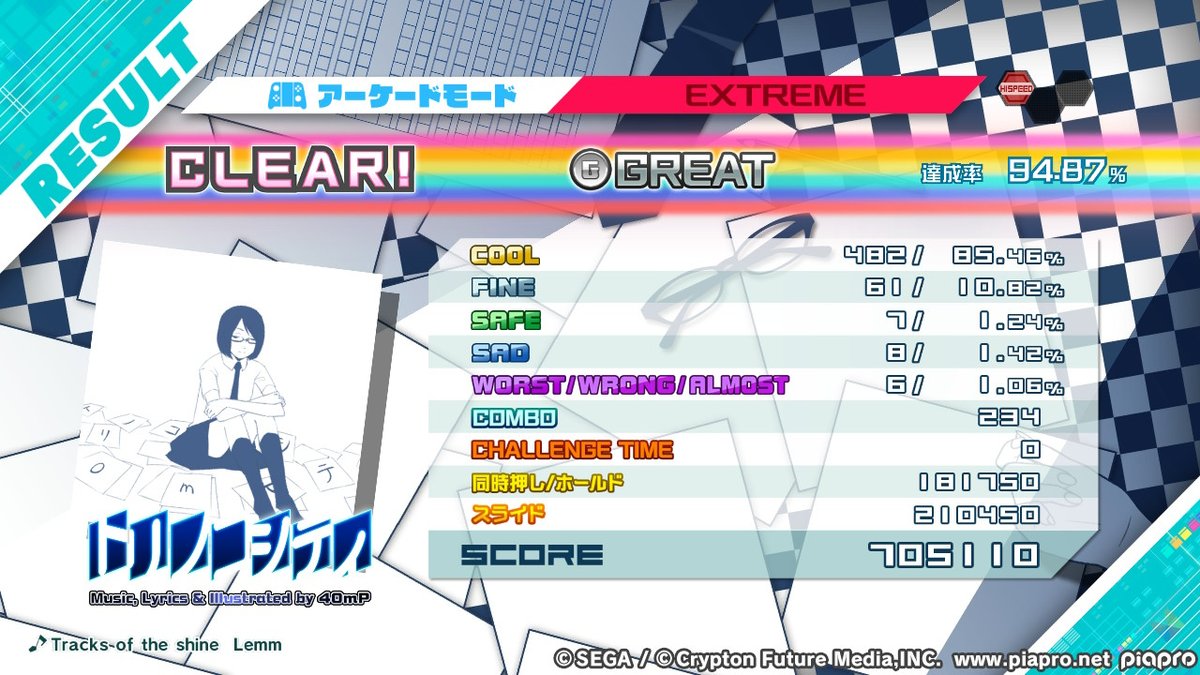 RESULT
アーケードモード EXTREME HISPEED
CLEAR! G GREAT 達成率 94.87%
COOL 482/ 85.46%
FINE 61/ 10.82%
SAFE 7/ 1.24%
SAD 8/ 1.42%
WORST/WRONG/ALMOST 6/ 1.06%
COMBO 234
CHALLENGE TIME 0
同時押し/ホールド 181750
スライド 210450
SCORE 705110
トリノコシティ
Music, Lyrics & Illustrated by 40mP
Tracks of the shine Lemm
©SEGA / ©Crypton Future Media,INC. www.piapro.net piapro